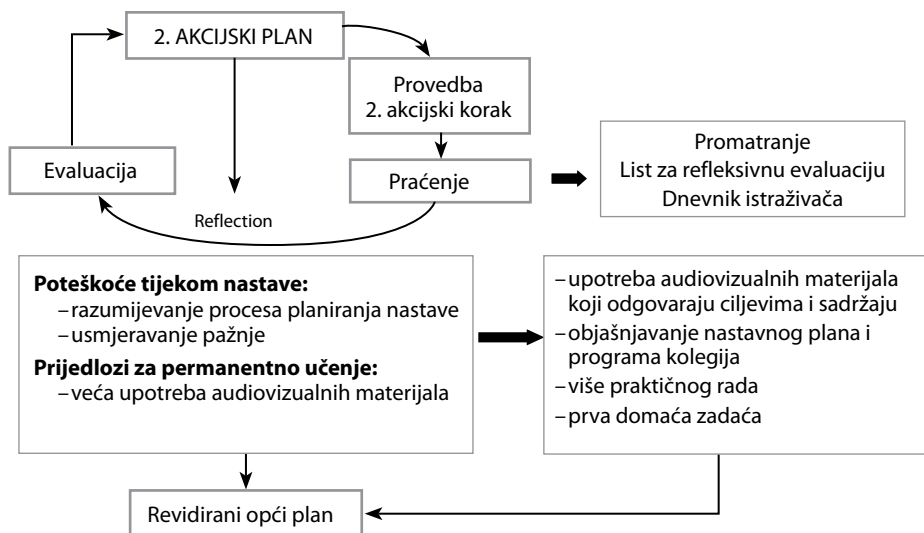 2. AKCIJSKI PLAN
Provedba
2. akcijski korak
Evaluacija
Praćenje
Promatranje
List za refleksivnu evaluaciju
Dnevnik istraživača
Reflection
Poteškoće tijekom nastave:
–razumijevanje procesa planiranja nastave
–usmjeravanje pažnje
Prijedlozi za permanentno učenje:
–veća upotreba audiovizualnih materijala
–upotreba audiovizualnih materijala
koji odgovaraju ciljevima i sadržaju
–objašnjavanje nastavnog plana i
programa kolegija
–više praktičnog rada
–prva domaća zadaća
Revidirani opći plan